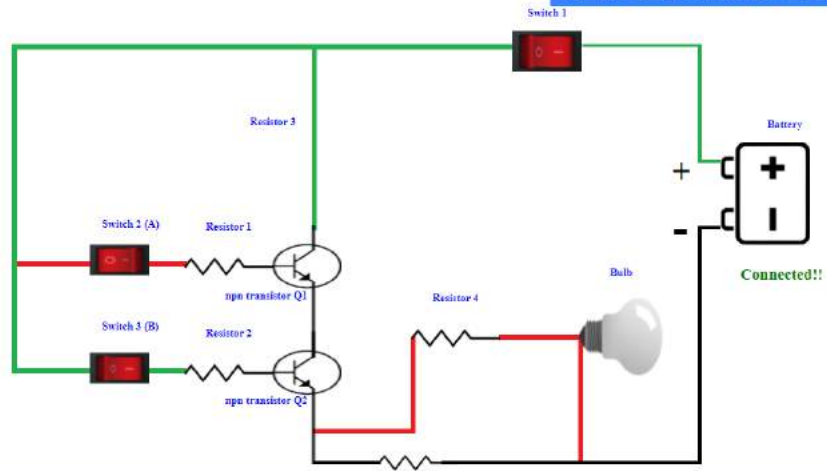 Switch 1
Resistor 3
Battery
+
+
-
-
Switch 2 (A)
Resistor 1
Bulb
Connected!!
npn transistor Q1
Resistor 4
Switch 3 (B)
Resistor 2
npn transistor Q2